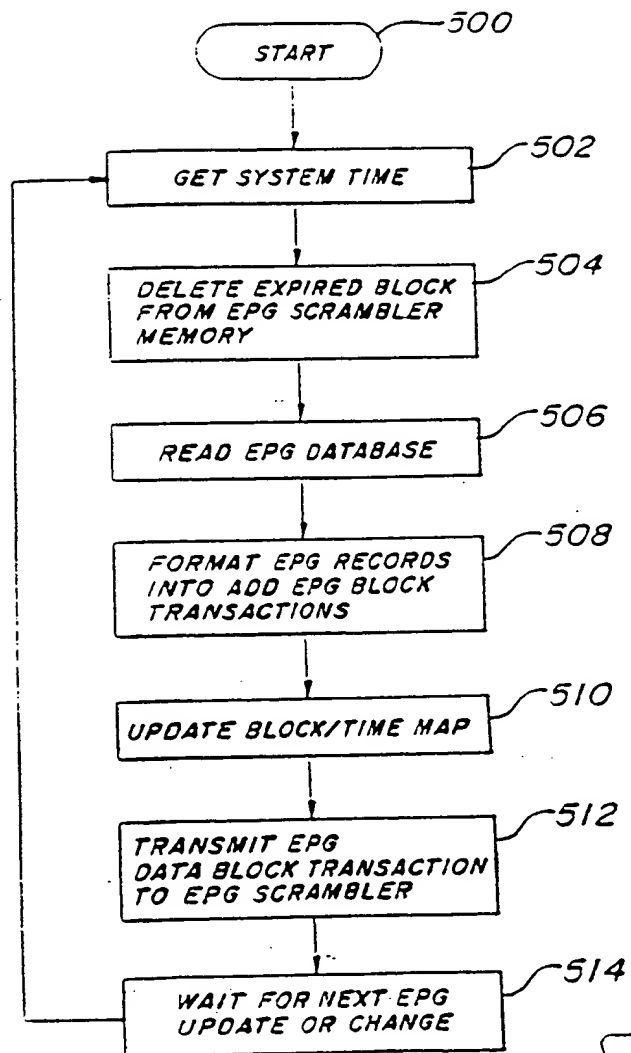 500
START
502
GET SYSTEM TIME
504
DELETE EXPIRED BLOCK
FROM EPG SCRAMBLER
MEMORY
506
READ EPG DATABASE
508
FORMAT EPG RECORDS
INTO ADD EPG BLOCK
TRANSACTIONS
510
UPDATE BLOCK/TIME MAP
512
TRANSMIT EPG
DATA BLOCK TRANSACTION
TO EPG SCRAMBLER
514
WAIT FOR NEXT EPG
UPDATE OR CHANGE